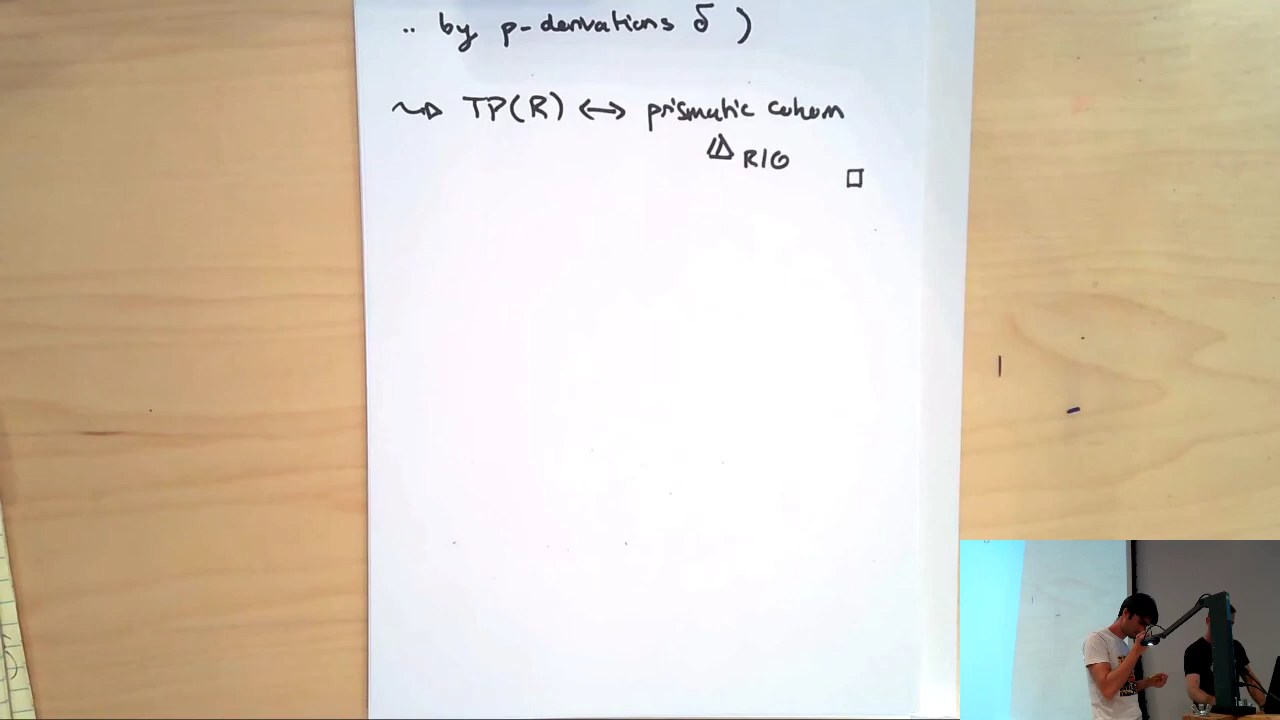 .. by p-derivations δ )
⇝ TP(R) ↔ prismatic cohom
𝚫 R/O
□